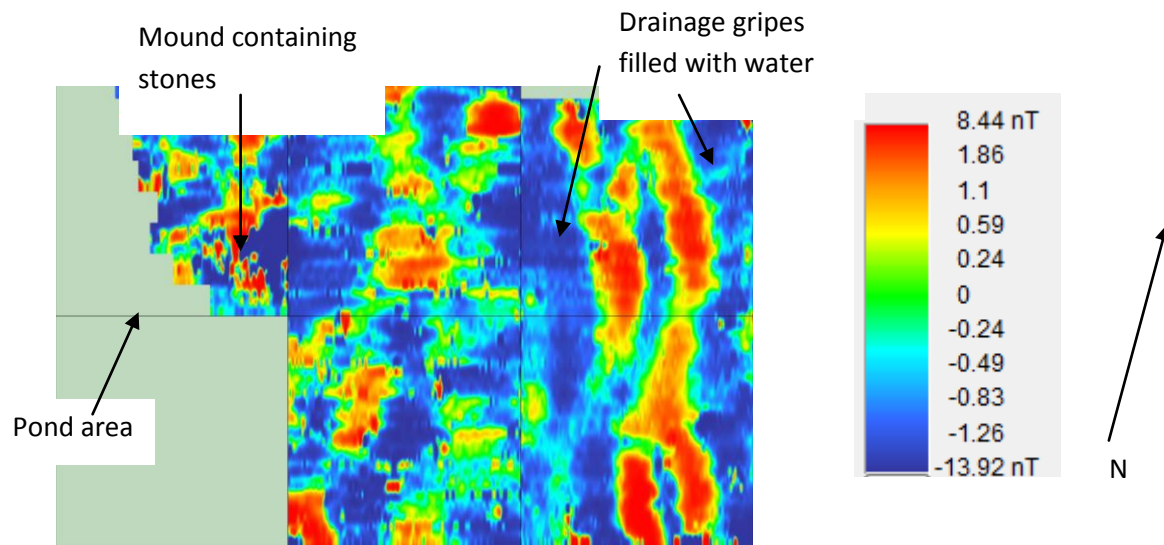 Mound containing
stones
Drainage gripes
filled with water
Pond area
8.44 nT
1.86
1.1
0.59
0.24
0
-0.24
-0.49
-0.83
-1.26
-13.92 nT
N